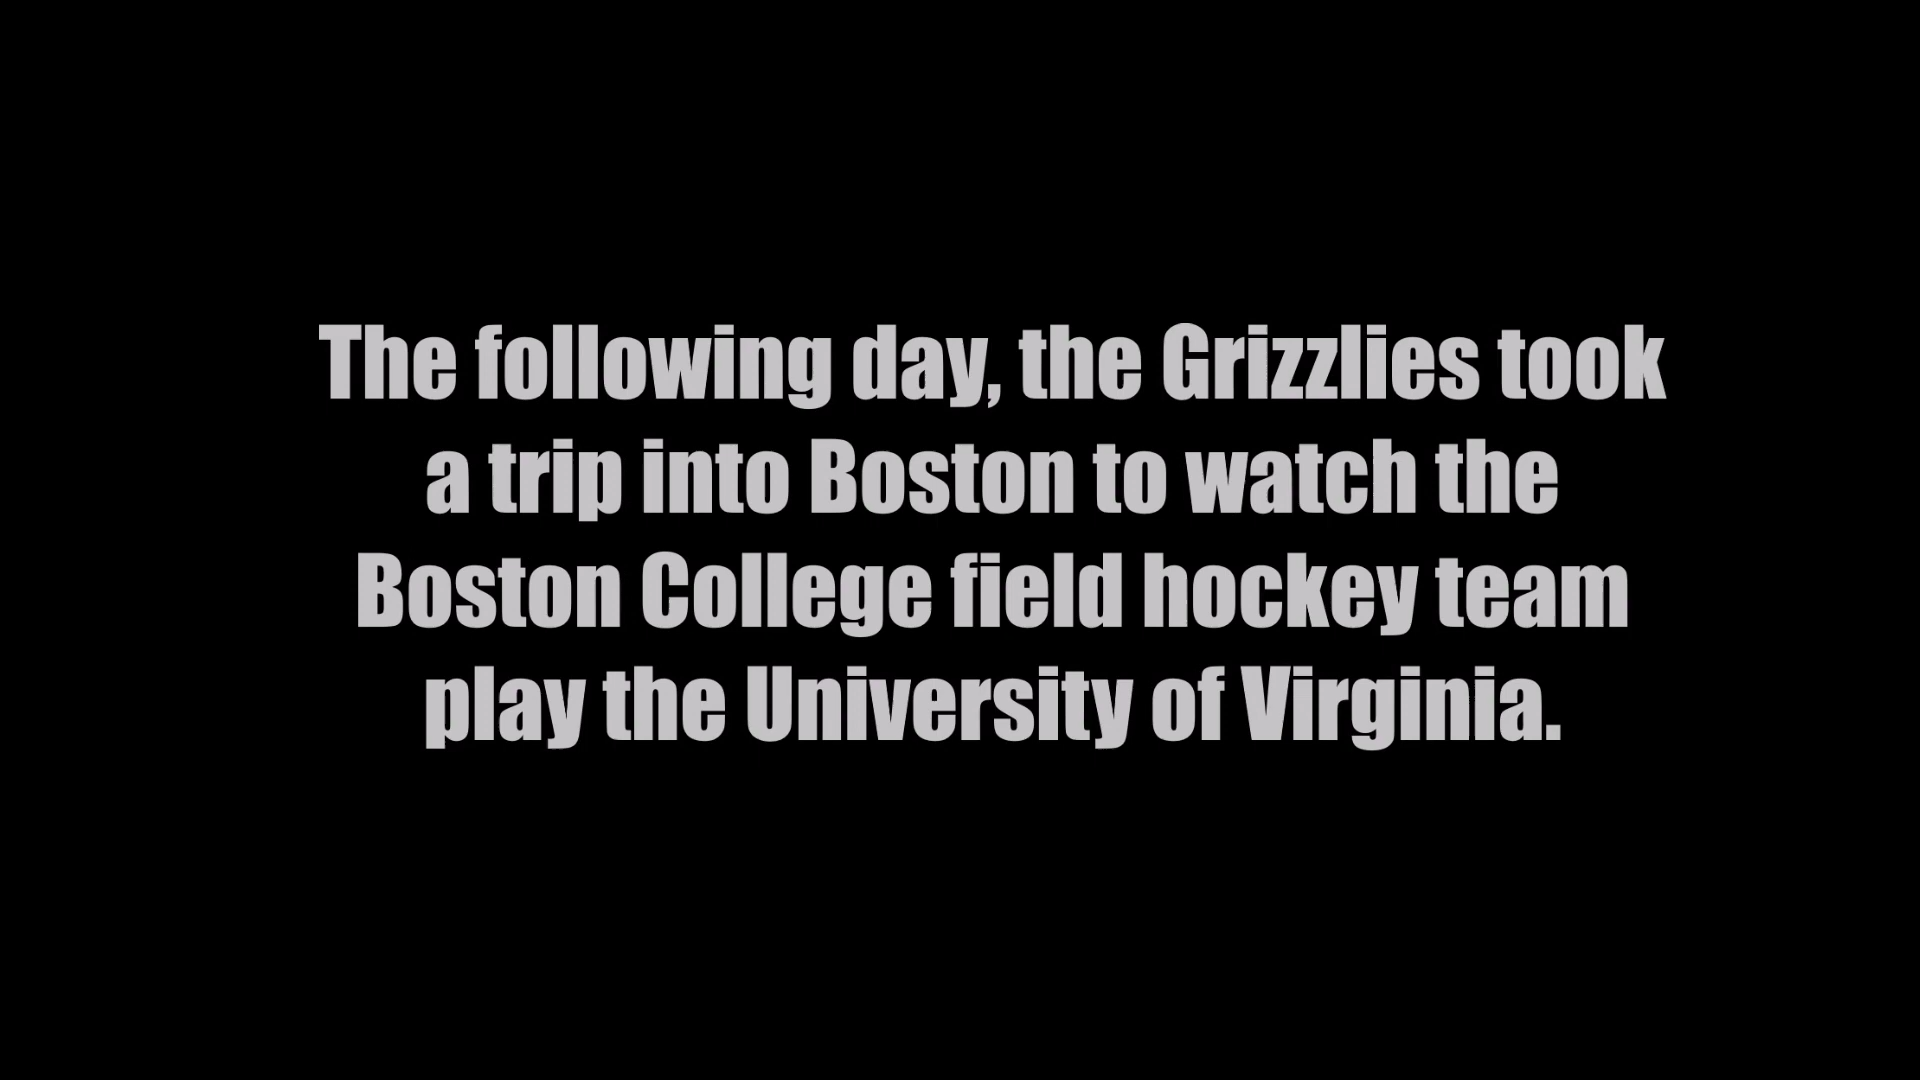 The following day, the Grizzlies took
a trip into Boston to watch the
Boston College field hockey team
play the University of Virginia.